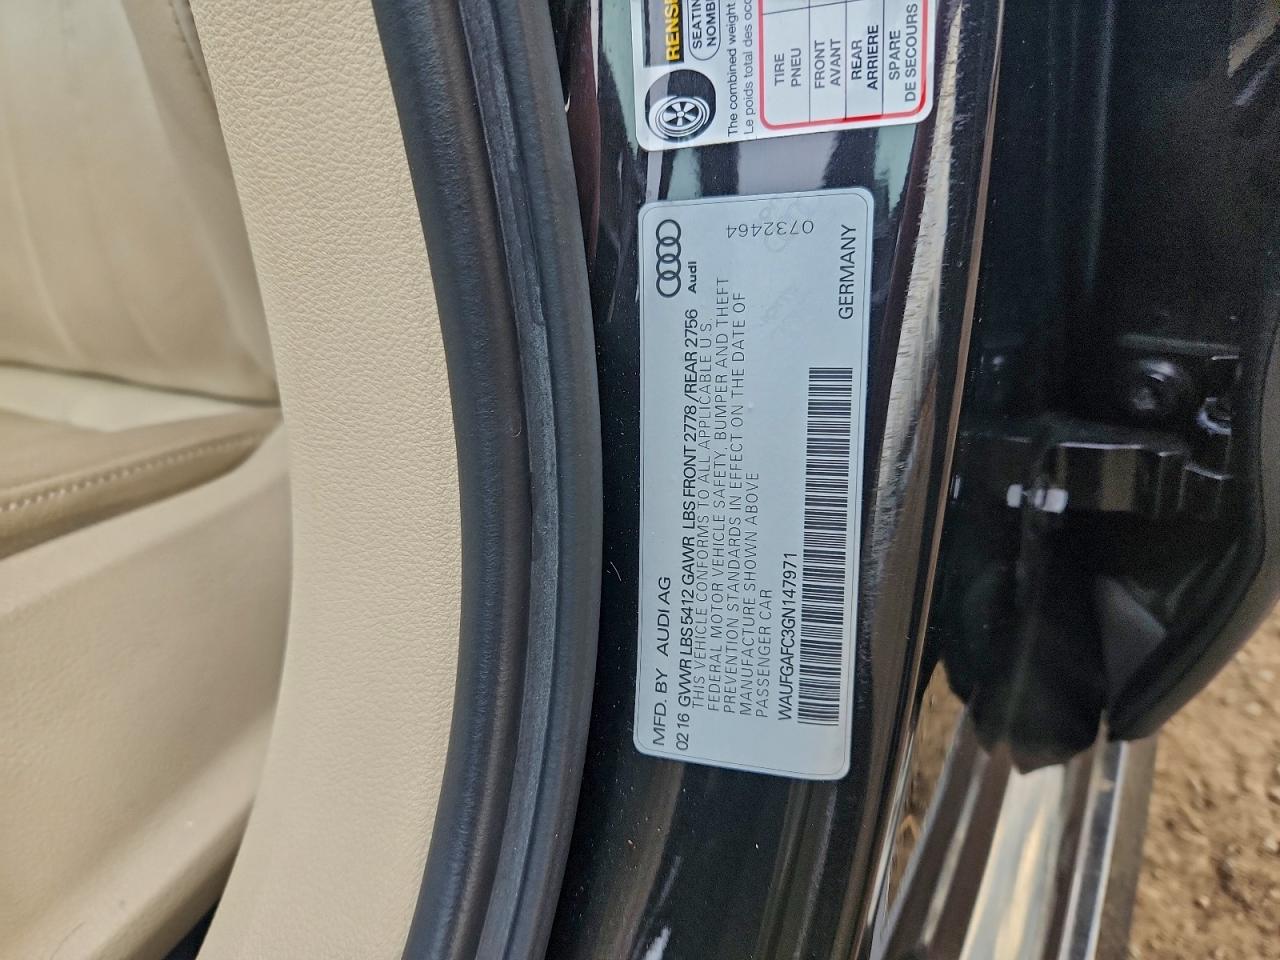 RENSE
SEATIN
NOMBR
The combined weight
Le poids total des occ
TIRE
PNEU
FRONT
AVANT
REAR
ARRIERE
SPARE
DE SECOURS
Audi
0732464
MFD. BY AUDI AG
02 16 GVWR LBS 5412 GAWR LBS FRONT 2778/REAR 2756
THIS VEHICLE CONFORMS TO ALL APPLICABLE U.S.
FEDERAL MOTOR VEHICLE SAFETY, BUMPER AND THEFT
PREVENTION STANDARDS IN EFFECT ON THE DATE OF
MANUFACTURE SHOWN ABOVE
PASSENGER CAR
WAUFGAFC3GN147971
GERMANY